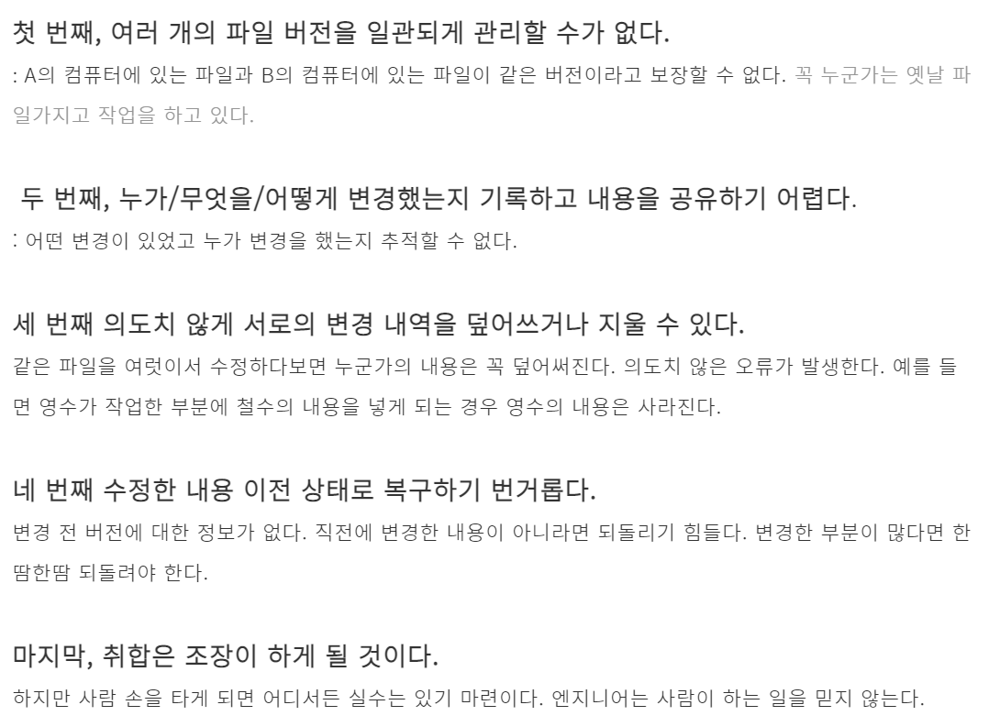 첫 번째, 여러 개의 파일 버전을 일관되게 관리할 수가 없다.
: A의 컴퓨터에 있는 파일과 B의 컴퓨터에 있는 파일이 같은 버전이라고 보장할 수 없다. 꼭 누군가는 옛날 파
일가지고 작업을 하고 있다.
두 번째, 누가/무엇을/어떻게 변경했는지 기록하고 내용을 공유하기 어렵다.
: 어떤 변경이 있었고 누가 변경을 했는지 추적할 수 없다.
세 번째 의도치 않게 서로의 변경 내역을 덮어쓰거나 지울 수 있다.
같은 파일을 여럿이서 수정하다보면 누군가의 내용은 꼭 덮어써진다. 의도치 않은 오류가 발생한다. 예를 들
면 영수가 작업한 부분에 철수의 내용을 넣게 되는 경우 영수의 내용은 사라진다.
네 번째 수정한 내용 이전 상태로 복구하기 번거롭다.
변경 전 버전에 대한 정보가 없다. 직전에 변경한 내용이 아니라면 되돌리기 힘들다. 변경한 부분이 많다면 한
땀한땀 되돌려야 한다.
마지막, 취합은 조장이 하게 될 것이다.
하지만 사람 손을 타게 되면 어디서든 실수는 있기 마련이다. 엔지니어는 사람이 하는 일을 믿지 않는다.